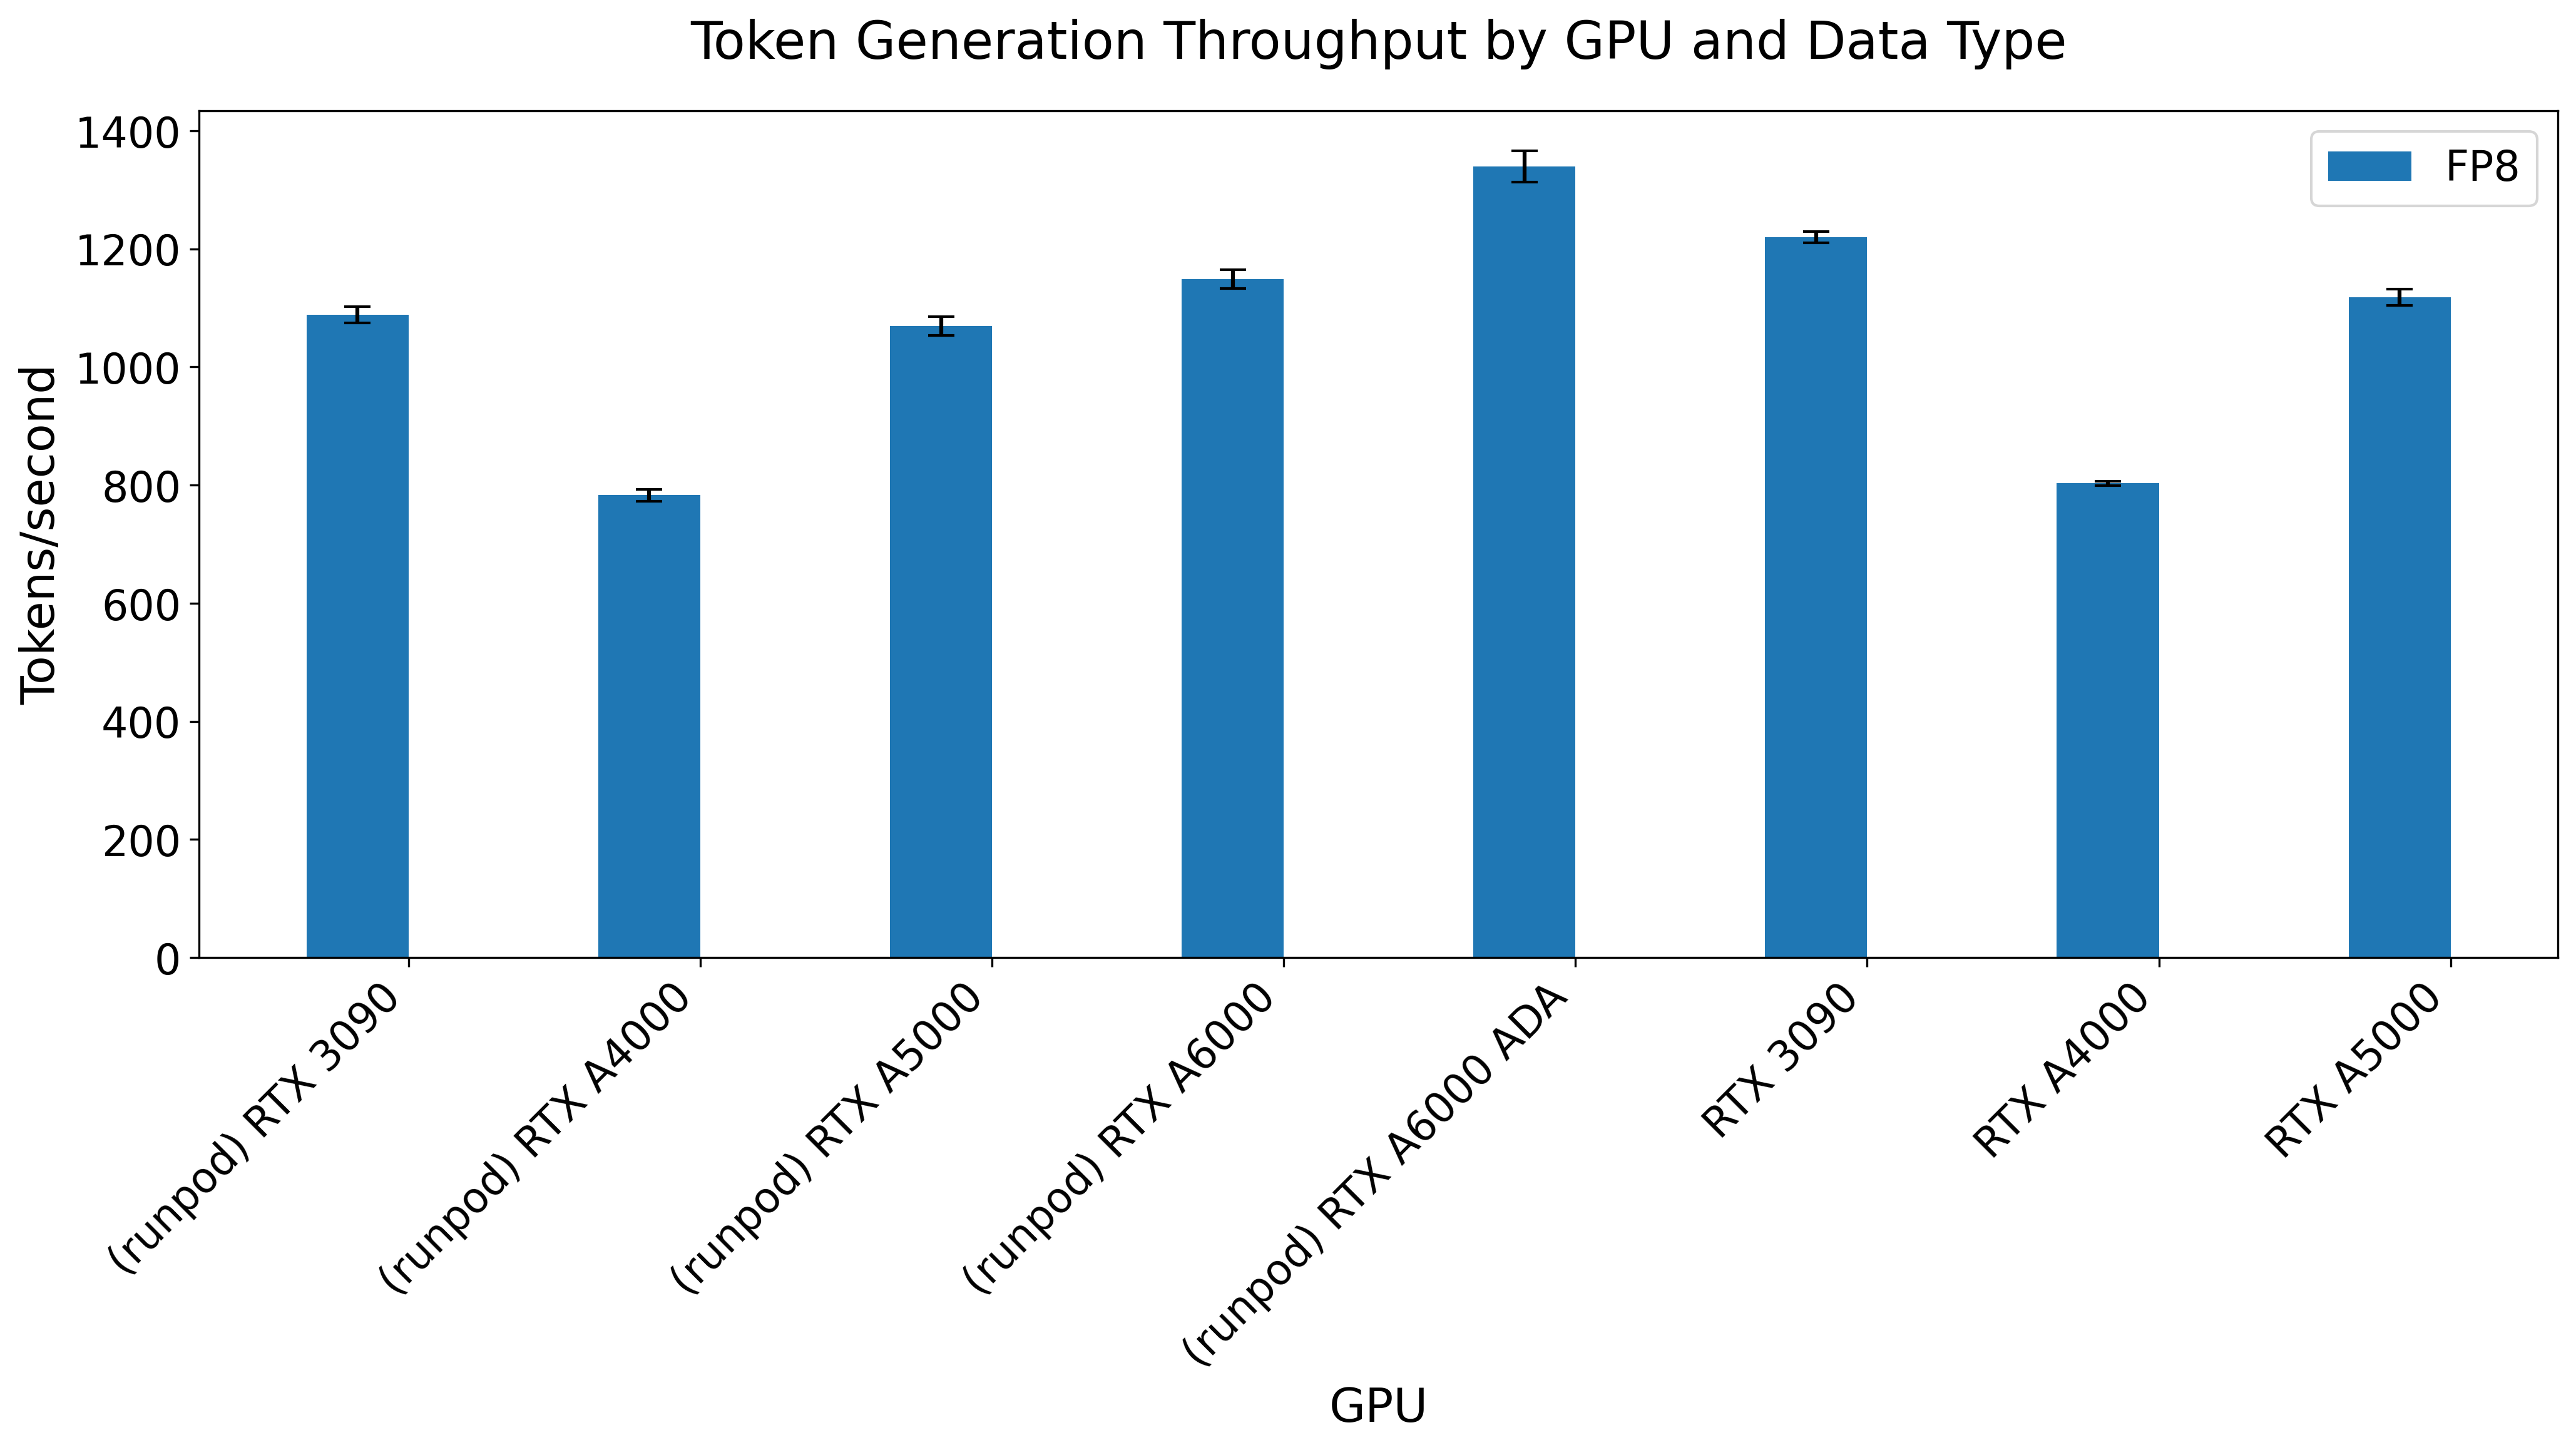 Token Generation Throughput by GPU and Data Type
1400
1200
1000
800
600
400
200
0
Tokens/second
FP8
(runpod) RTX 3090
(runpod) RTX A4000
(runpod) RTX A5000
(runpod) RTX A6000
(runpod) RTX A6000 ADA
RTX 3090
RTX A4000
RTX A5000
GPU